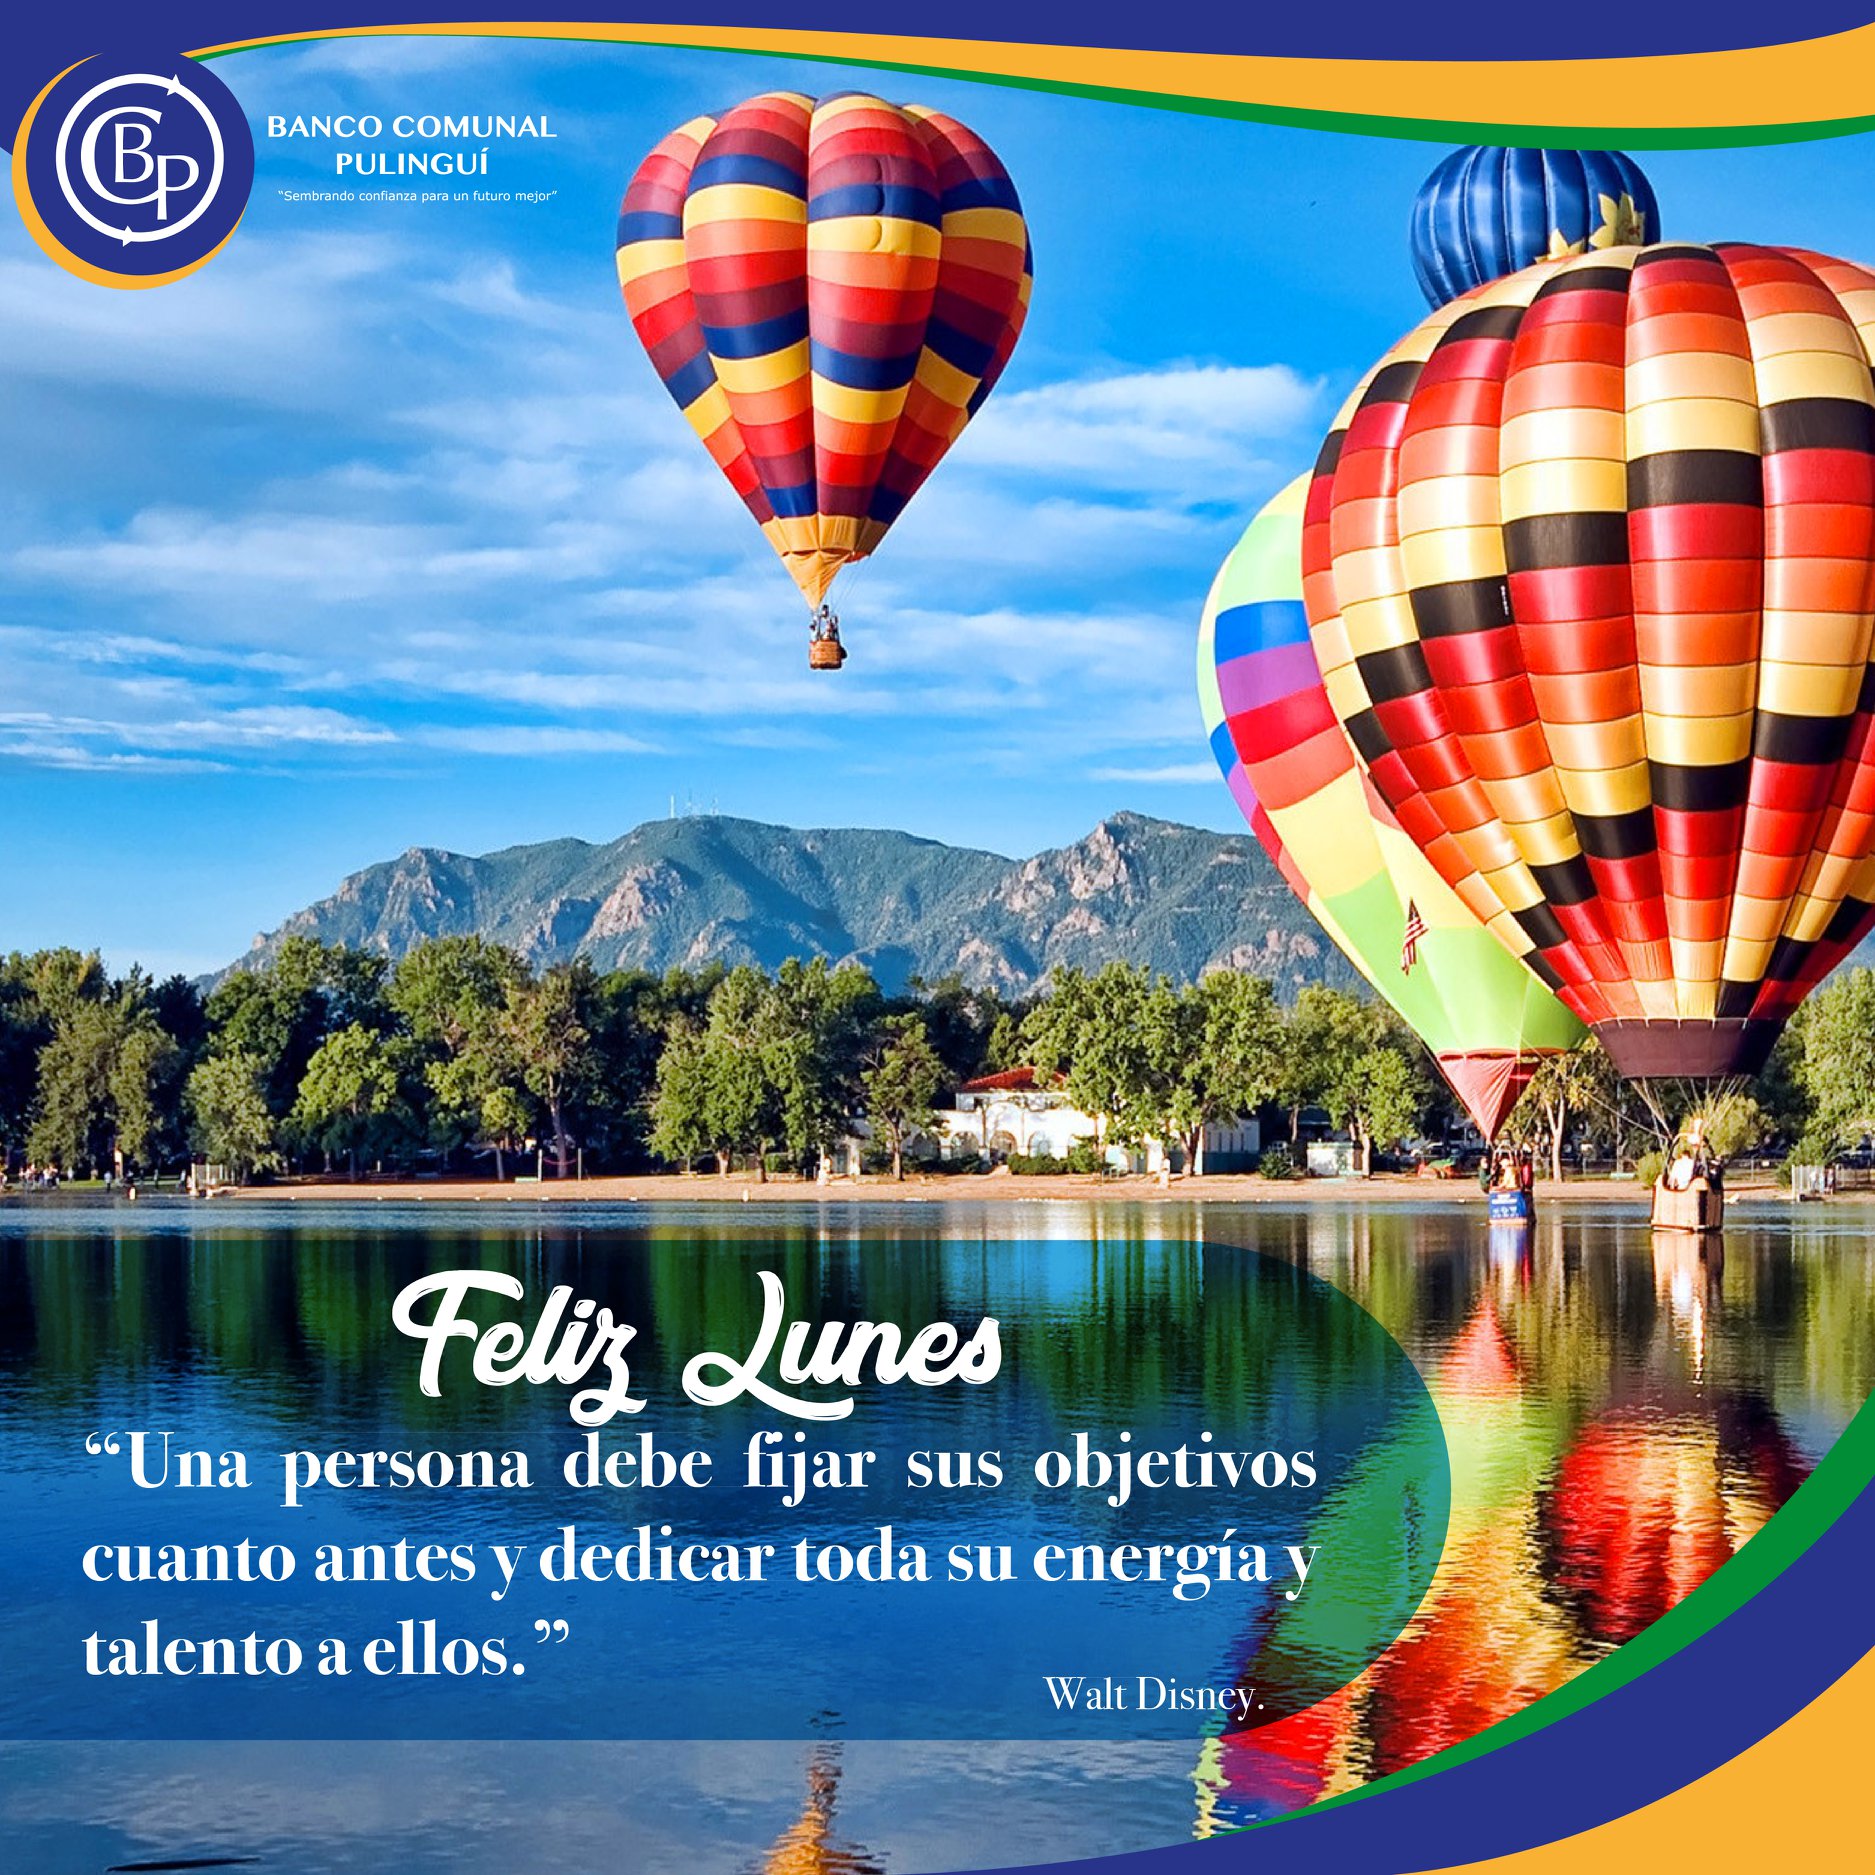 CBP
BANCO COMUNAL
PULINGUÍ
“Sembrando confianza para un futuro mejor”
Feliz Lunes
“Una persona debe fijar sus objetivos
cuanto antes y dedicar toda su energía y
talento a ellos.”
Walt Disney.